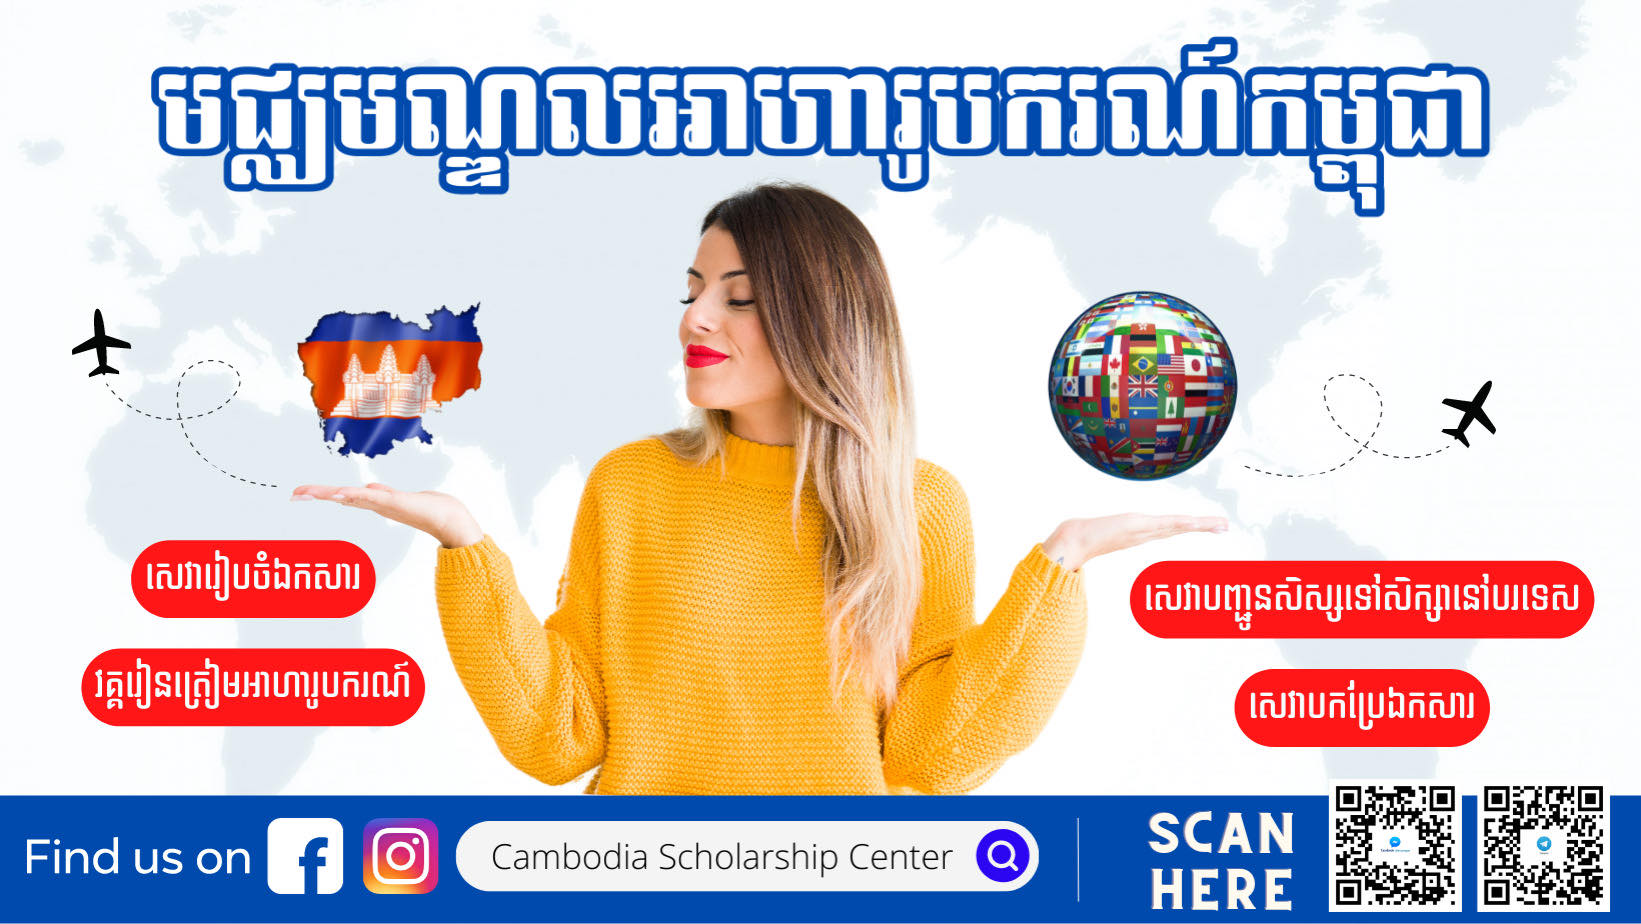 មជ្ឈមណ្ឌលអាហារូបករណ៍កម្ពុជា
សេវារៀបចំឯកសារ
វគ្គរៀនត្រៀមអាហារូបករណ៍
សេវាបញ្ជូនសិស្សទៅសិក្សានៅបរទេស
សេវាបកប្រែឯកសារ
Find us on
Cambodia Scholarship Center
SCAN
HERE